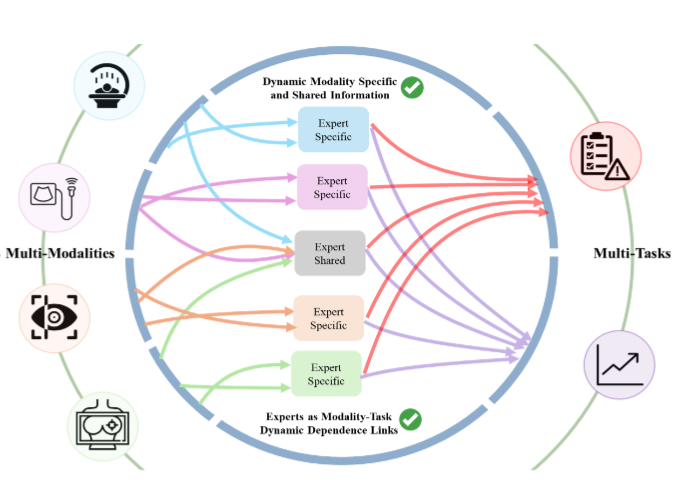 Dynamic Modality Specific
and Shared Information
Expert
Specific
Expert
Specific
Multi-Modalities
Expert
Shared
Multi-Tasks
Expert
Specific
Expert
Specific
Experts as Modality-Task
Dynamic Dependence Links